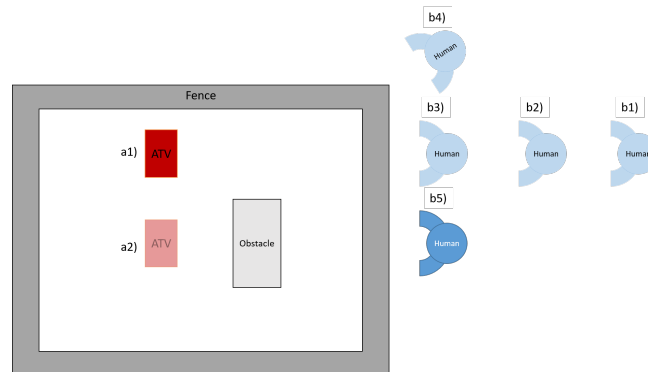 b4)
Human
Fence
b3)
b2)
b1)
a1)
ATV
Human
Human
Human
b5)
a2)
ATV
Obstacle
Human